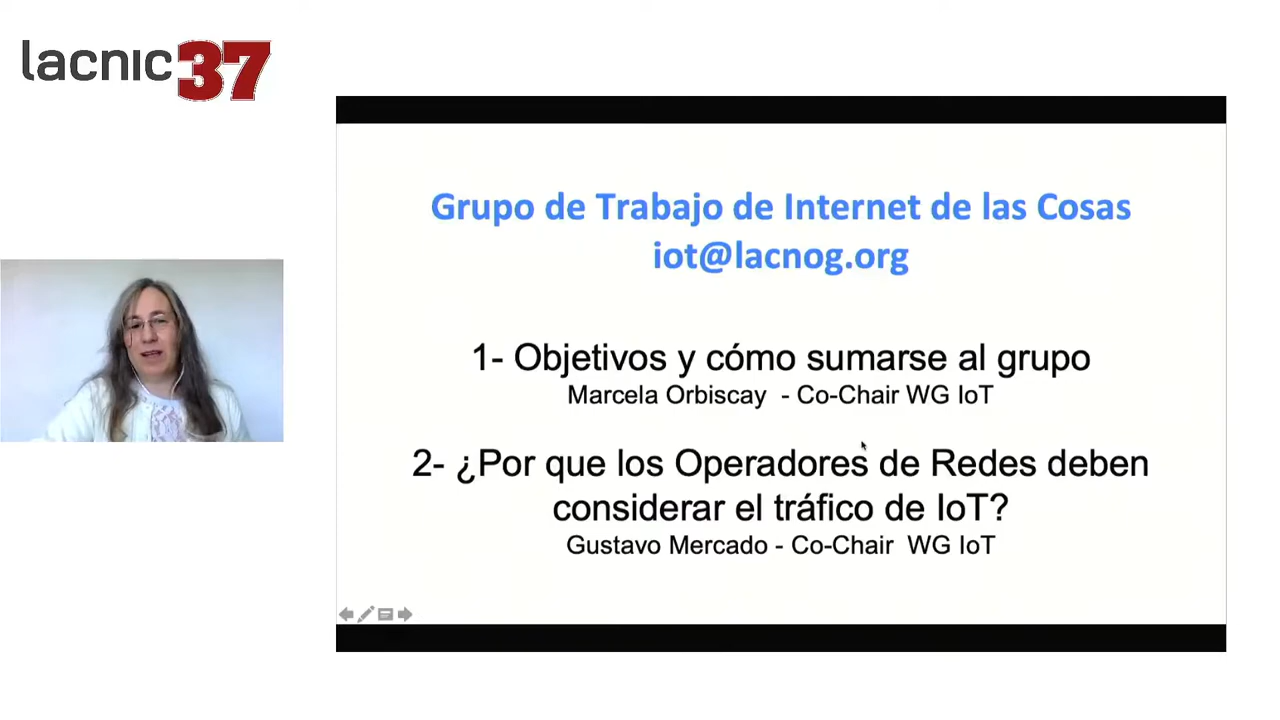 lacnic 37
Grupo de Trabajo de Internet de las Cosas
iot@lacnog.org
1- Objetivos y cómo sumarse al grupo
Marcela Orbiscay - Co-Chair WG IoT
2- ¿Por que los Operadores de Redes deben
considerar el tráfico de IoT?
Gustavo Mercado - Co-Chair WG IoT